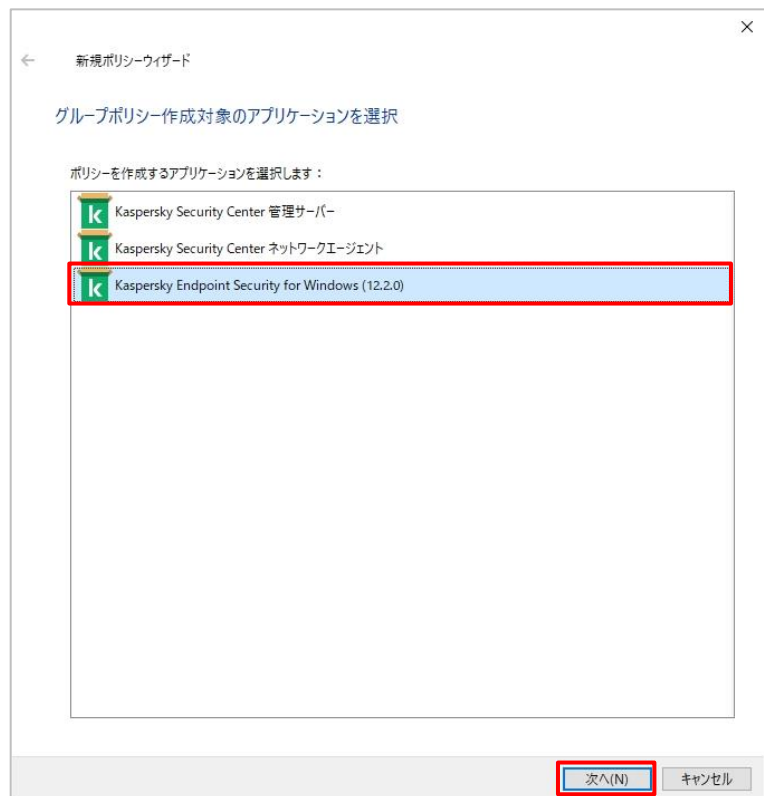 新規ポリシーウィザード
グループポリシー作成対象のアプリケーションを選択
ポリシーを作成するアプリケーションを選択します：
Kaspersky Security Center 管理サーバー
Kaspersky Security Center ネットワークエージェント
Kaspersky Endpoint Security for Windows (12.2.0)
次へ(N)
キャンセル